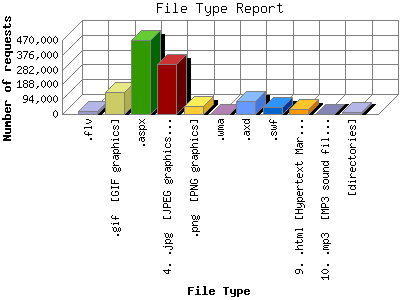 File Type Report
Number of requests
470,000
376,000
282,000
188,000
94,000
0
.flv
.gif [GIF graphics]
.aspx
4. .jpg [JPEG graphics...
.png [PNG graphics]
.wma
.axd
.swf
9. .html [Hypertext Mar...
10. .mp3 [MP3 sound fil...
[directories]
File Type